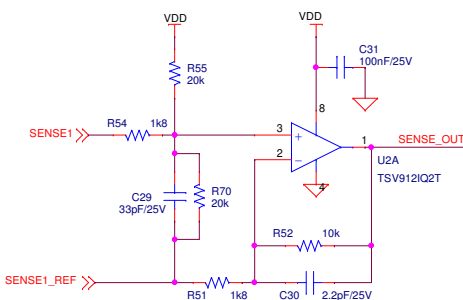 VDD
VDD
C31
100nF/25V
R55
20k
R54
1k8
8
SENSE1
3
+
1
SENSE_OUT
2
-
U2A
TSV912IQ2T
4
C29
33pF/25V
R70
20k
R52
10k
SENSE1_REF
R51
1k8
C30
2.2pF/25V